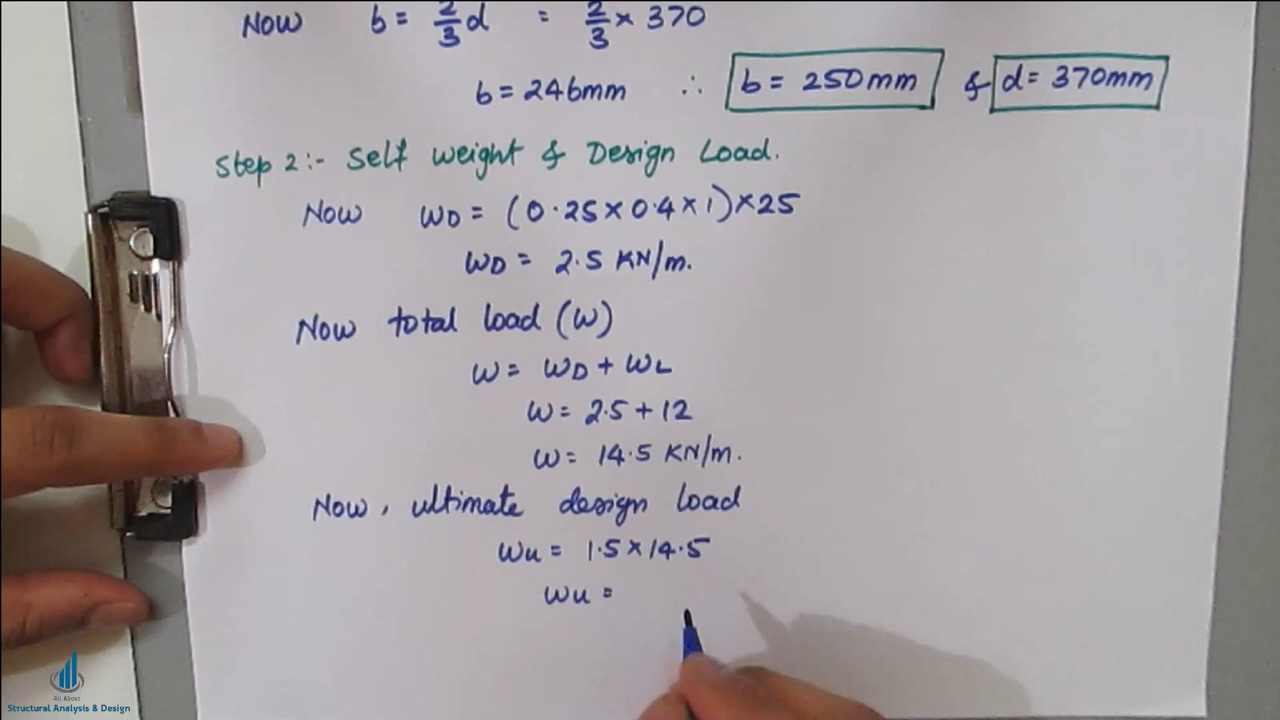 Now b = 2/3 d = 2/3 × 370
b = 246mm ∴ b = 250mm & d = 370mm
Step 2:- Self Weight & Design Load.
Now WD = (0.25×0.4×1)×25
WD = 2.5 KN/m.
Now total load (W)
W = WD + WL
W = 2.5 + 12
W = 14.5 KN/m.
Now, ultimate design load
Wu = 1.5×14.5
Wu =
All About
Structural Analysis & Design